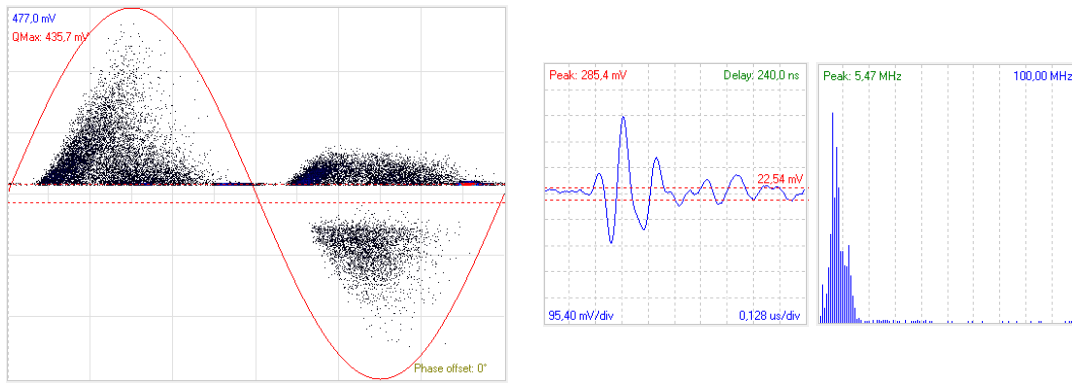 477,0 mV
QMax: 435,7 mV
Phase offset: 0°
Peak: 285,4 mV
Delay: 240,0 ns
22,54 mV
95,40 mV/div
0,128 us/div
Peak: 5,47 MHz
100,00 MHz